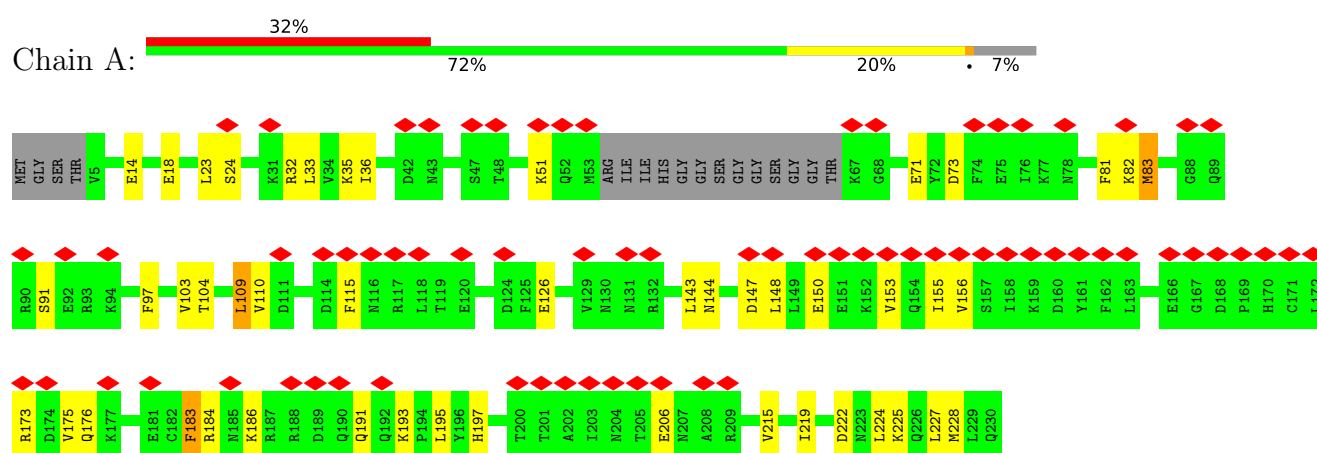 32%
Chain A:
72% 20% • 7%
MET GLY SER THR V5 E14 E18 L23 S24 K31 R32 L33 V34 K35 I36 D42 N43 S47 T48 K51 Q52 M53 ARG ILE ILE HIS GLY GLY SER GLY GLY SER GLY GLY THR K67 G68 E71 Y72 D73 F74 E75 I76 K77 N78 F81 K82 M83 G88 Q89
R90 S91 E92 R93 K94 F97 V103 T104 L109 V110 D111 D114 F115 N116 R117 L118 T119 E120 D124 F125 E126 V129 N130 N131 R132 L143 N144 D147 L148 L149 E150 E151 K152 V153 Q154 I155 V156 S157 I158 K159 D160 Y161 F162 L163 E166 G167 D168 P169 H170 C171 L172
R173 D174 V175 Q176 K177 E181 C182 F183 R184 N185 K186 R187 R188 D189 Q190 Q191 Q192 K193 P194 L195 Y196 H197 T200 T201 A202 I203 N204 T205 E206 N207 A208 R209 V215 I219 D222 N223 L224 K225 Q226 L227 M228 L229 Q230